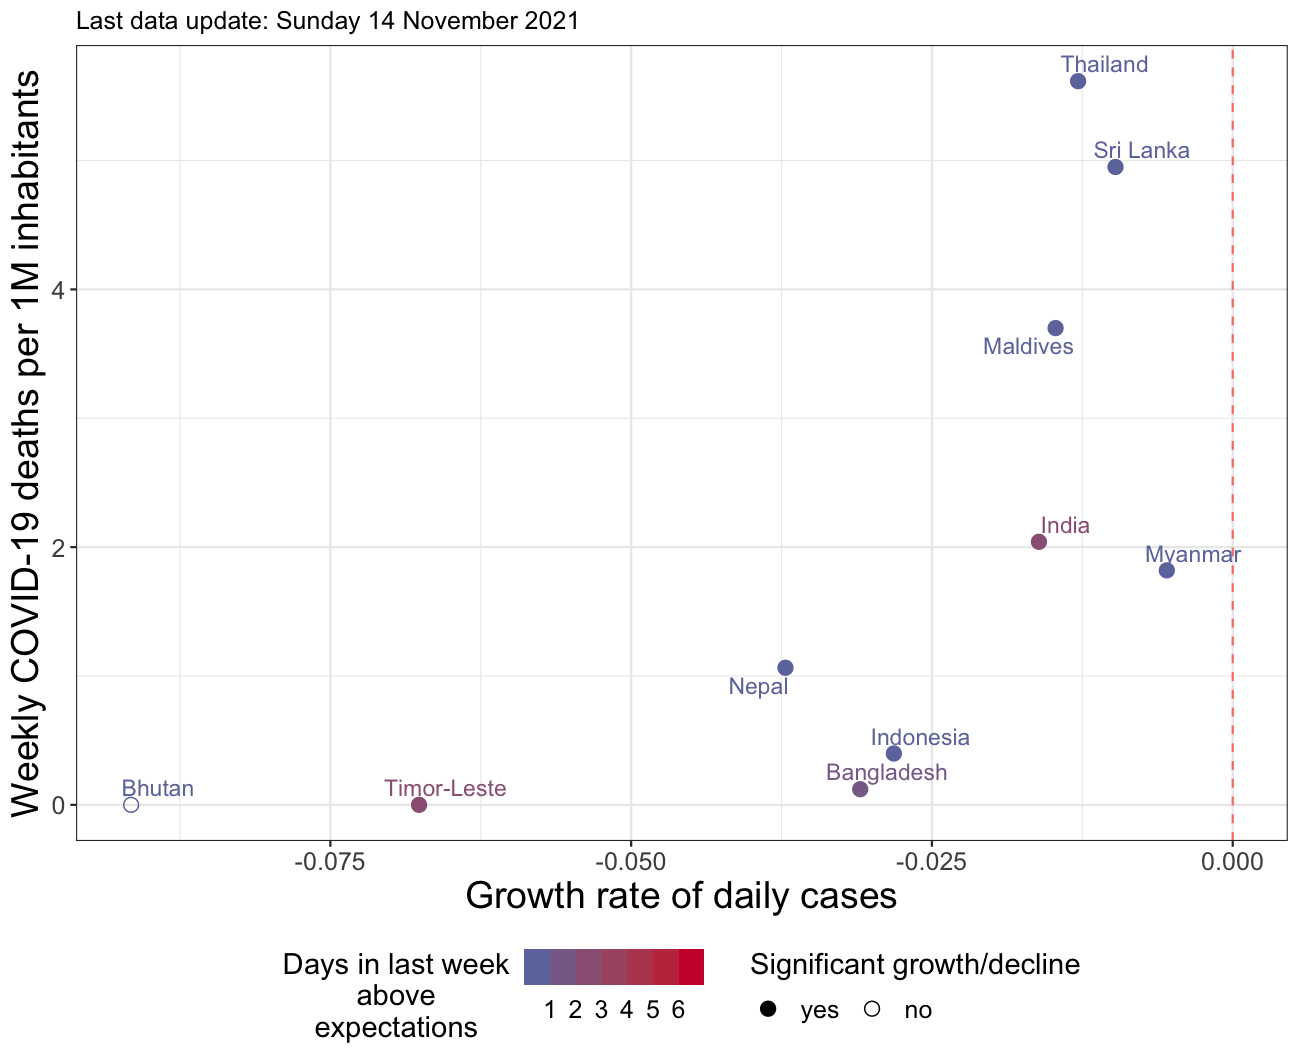 Last data update: Sunday 14 November 2021
Weekly COVID-19 deaths per 1M inhabitants
Thailand
Sri Lanka
4
Maldives
India
2
Myanmar
Nepal
Indonesia
Bangladesh
Bhutan
Timor-Leste
0
-0.075
-0.050
-0.025
0.000
Growth rate of daily cases
Days in last week
above
expectations
1 2 3 4 5 6
Significant growth/decline
yes no